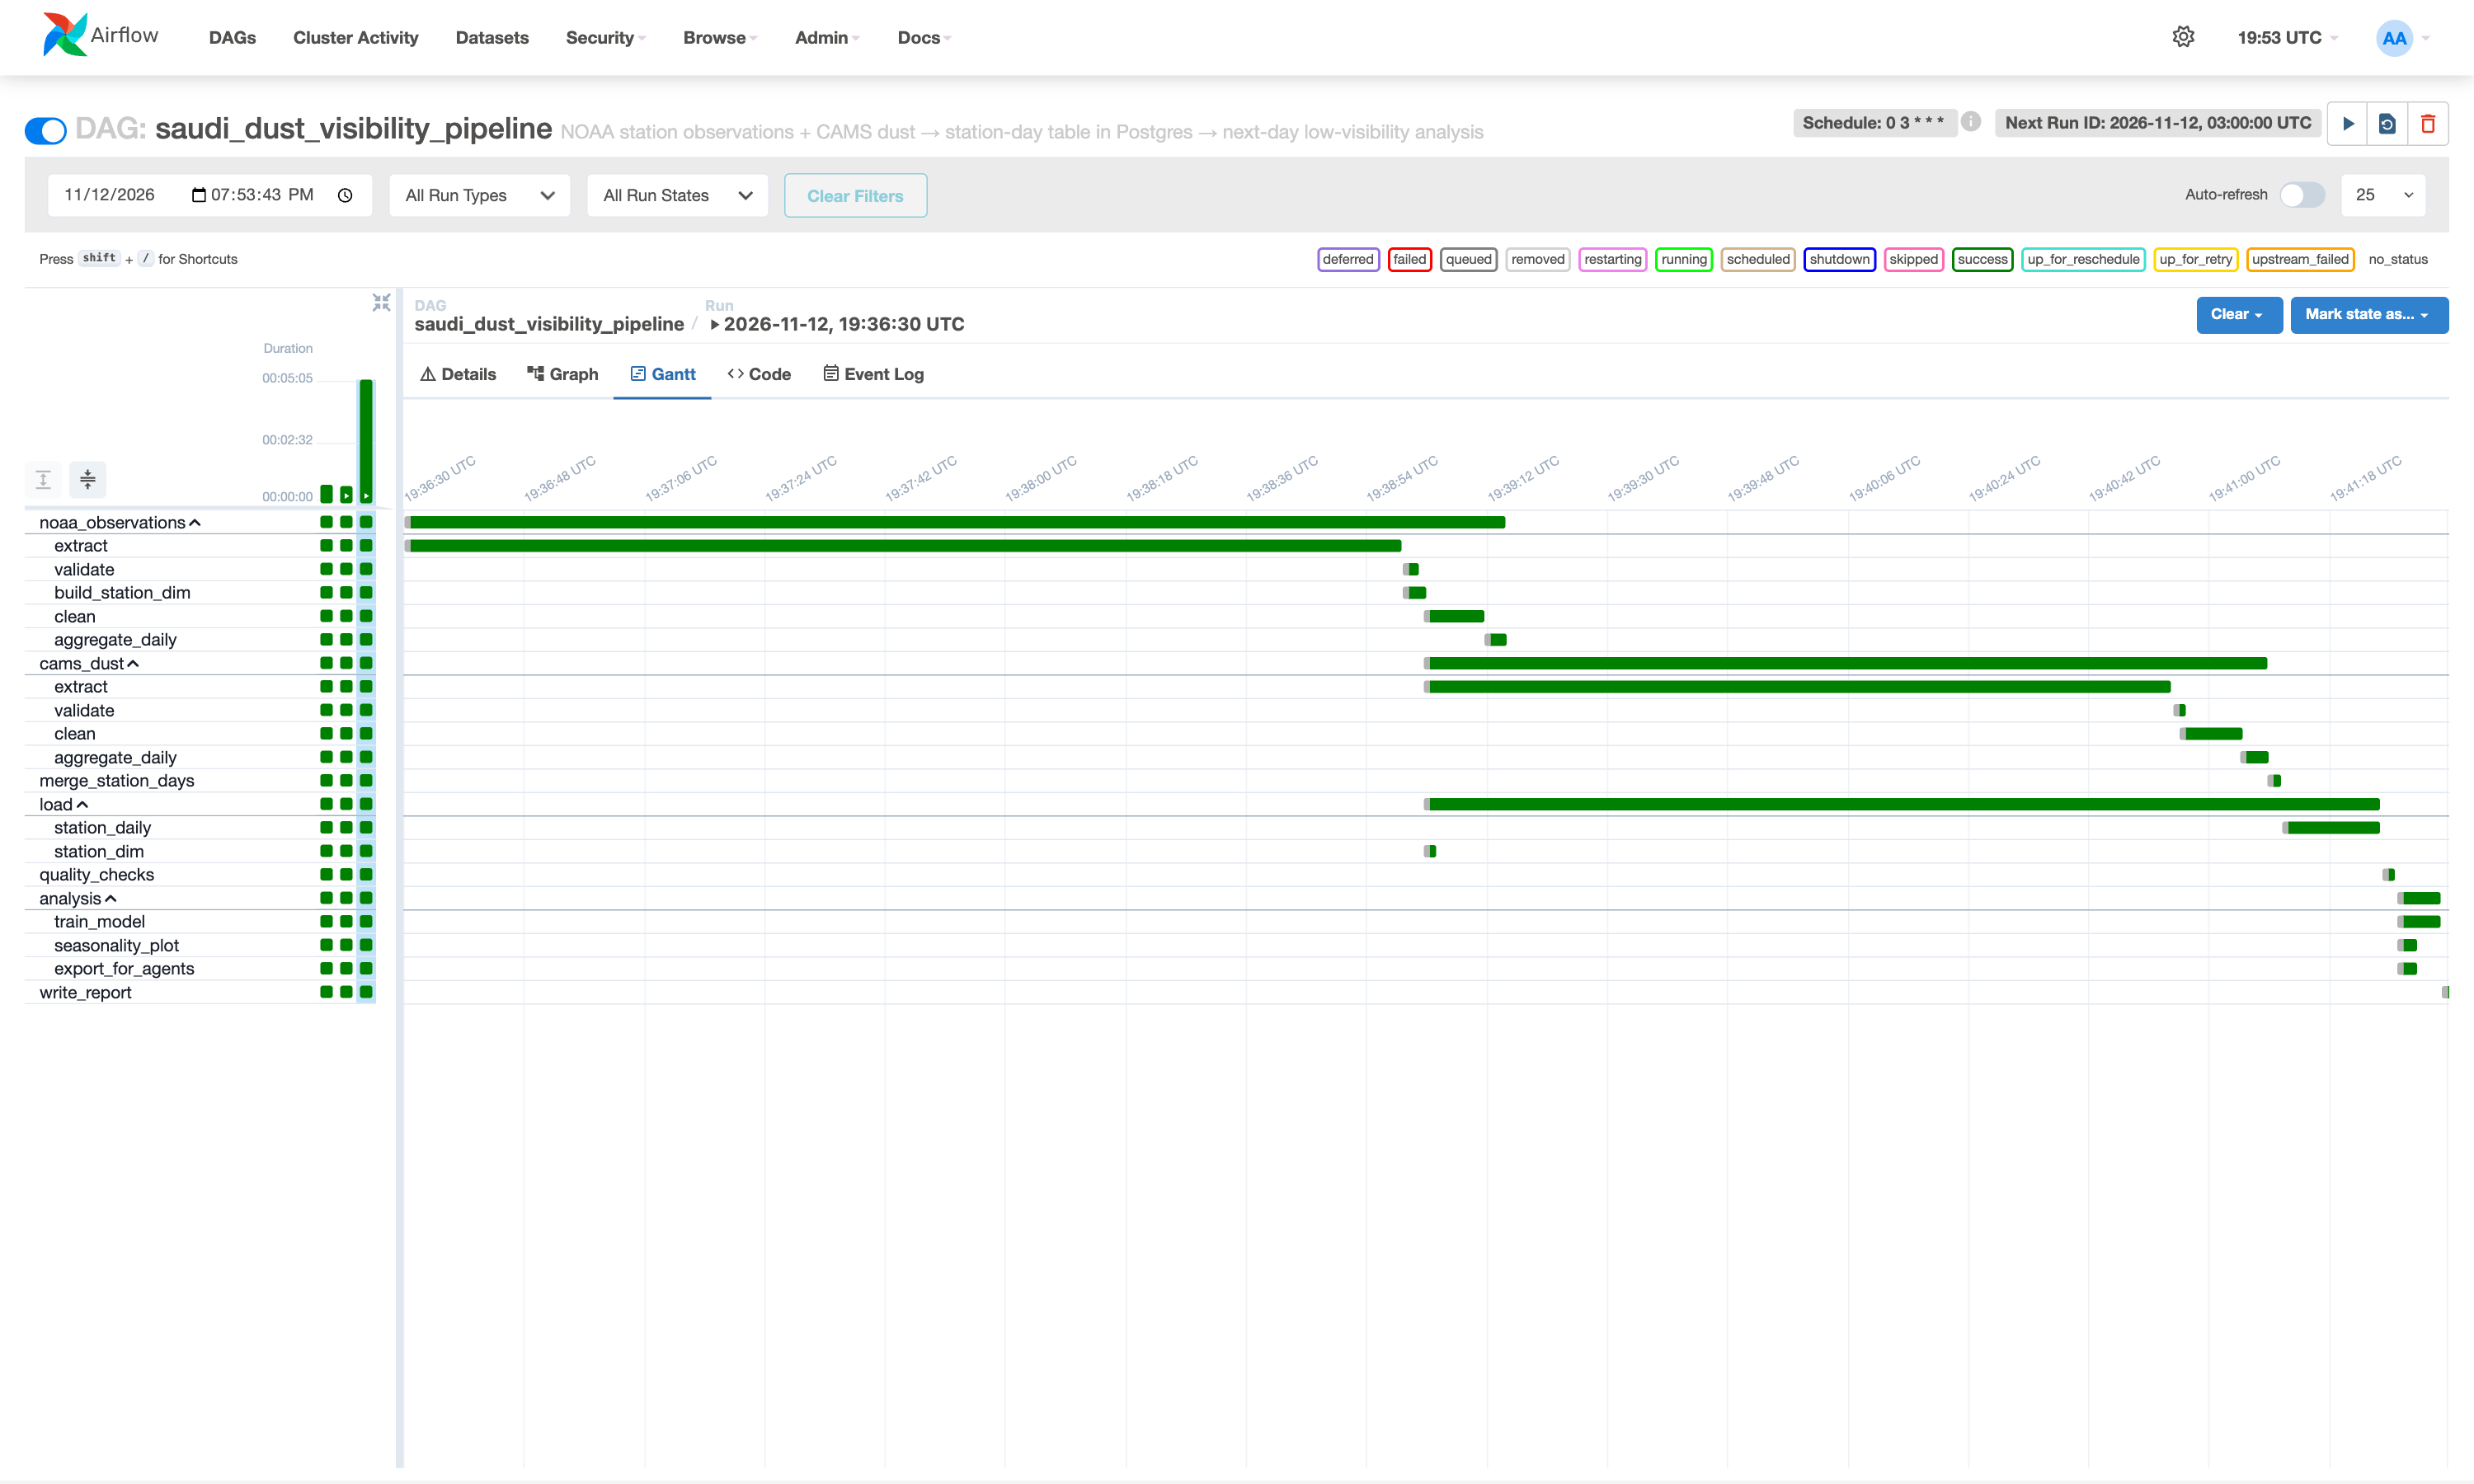 Airflow DAGs Cluster Activity Datasets Security Browse Admin Docs 19:53 UTC AA
DAG: saudi_dust_visibility_pipeline NOAA station observations + CAMS dust → station-day table in Postgres → next-day low-visibility analysis Schedule: 0 3 * * * i Next Run ID: 2026-11-12, 03:00:00 UTC
11/12/2026 07:53:43 PM All Run Types All Run States Clear Filters Auto-refresh 25
Press shift + / for Shortcuts deferred failed queued removed restarting running scheduled shutdown skipped success up_for_reschedule up_for_retry upstream_failed no_status
DAG Run
saudi_dust_visibility_pipeline / 2026-11-12, 19:36:30 UTC Clear Mark state as...
Duration
00:05:05
00:02:32
00:00:00
Details Graph Gantt Code Event Log
19:36:30 UTC 19:36:48 UTC 19:37:06 UTC 19:37:24 UTC 19:37:42 UTC 19:38:00 UTC 19:38:18 UTC 19:38:36 UTC 19:38:54 UTC 19:39:12 UTC 19:39:30 UTC 19:39:48 UTC 19:40:06 UTC 19:40:24 UTC 19:40:42 UTC 19:41:00 UTC 19:41:18 UTC
noaa_observations
extract
validate
build_station_dim
clean
aggregate_daily
cams_dust
extract
validate
clean
aggregate_daily
merge_station_days
load
station_daily
station_dim
quality_checks
analysis
train_model
seasonality_plot
export_for_agents
write_report